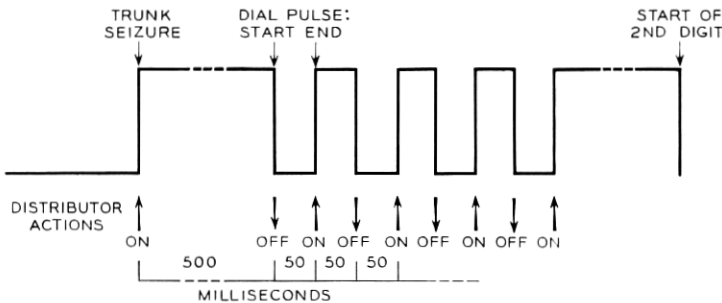 TRUNK SEIZURE
DIAL PULSE:
START END
START OF
2ND DIGIT
DISTRIBUTOR
ACTIONS
ON OFF ON OFF ON OFF ON OFF ON
500 50 50 50
MILLISECONDS